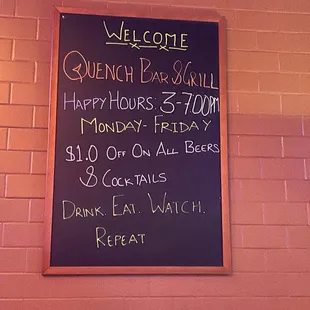 Welcome
Quench Bar & Grill
Happy Hours: 3-7:00PM
Monday - Friday
$1.0 Off On All Beers
& Cocktails
Drink. Eat. Watch.
Repeat